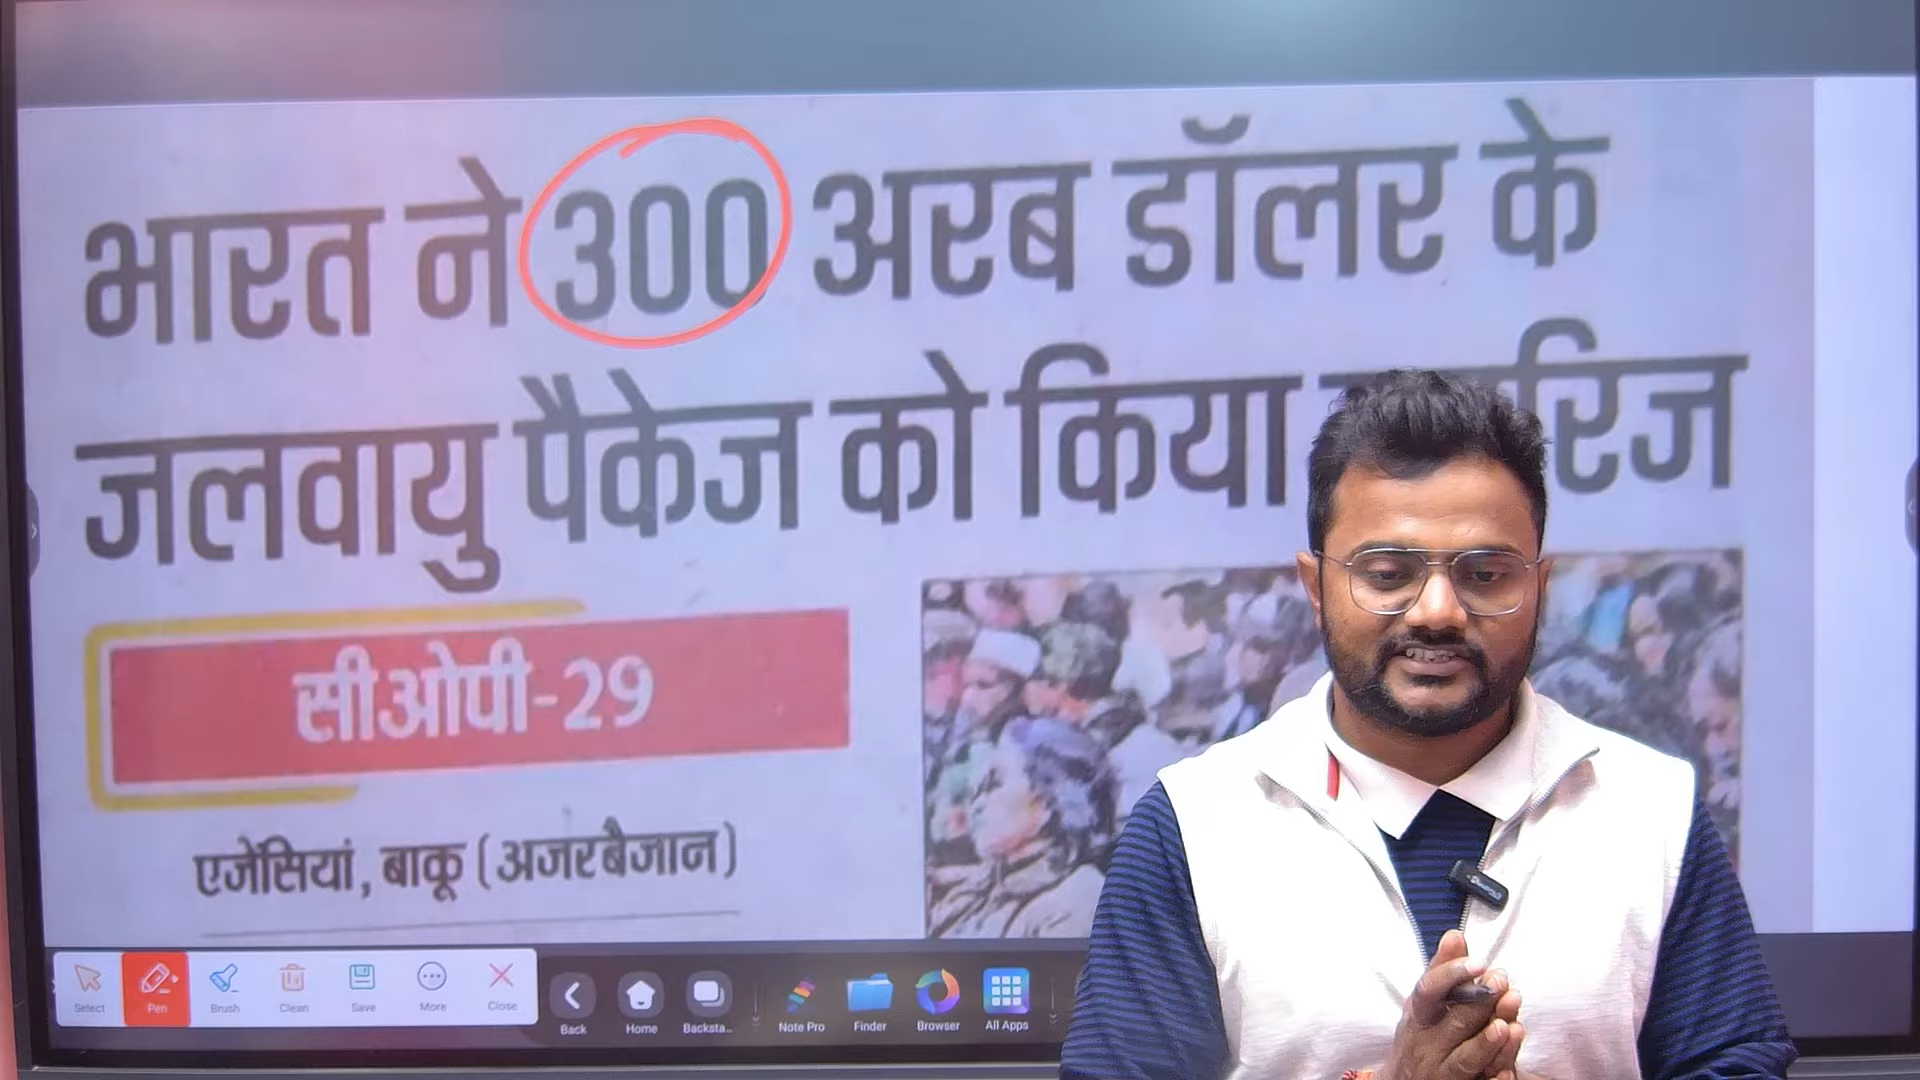 भारत ने 300 अरब डॉलर के
जलवायु पैकेज को किया
सीओपी-29
एजेंसियां, बाकू (अजरबैजान)
Select
Pen
Brush
Clean
Save
More
Close
Back
Home
Backsta...
Note Pro
Finder
Browser
All Apps